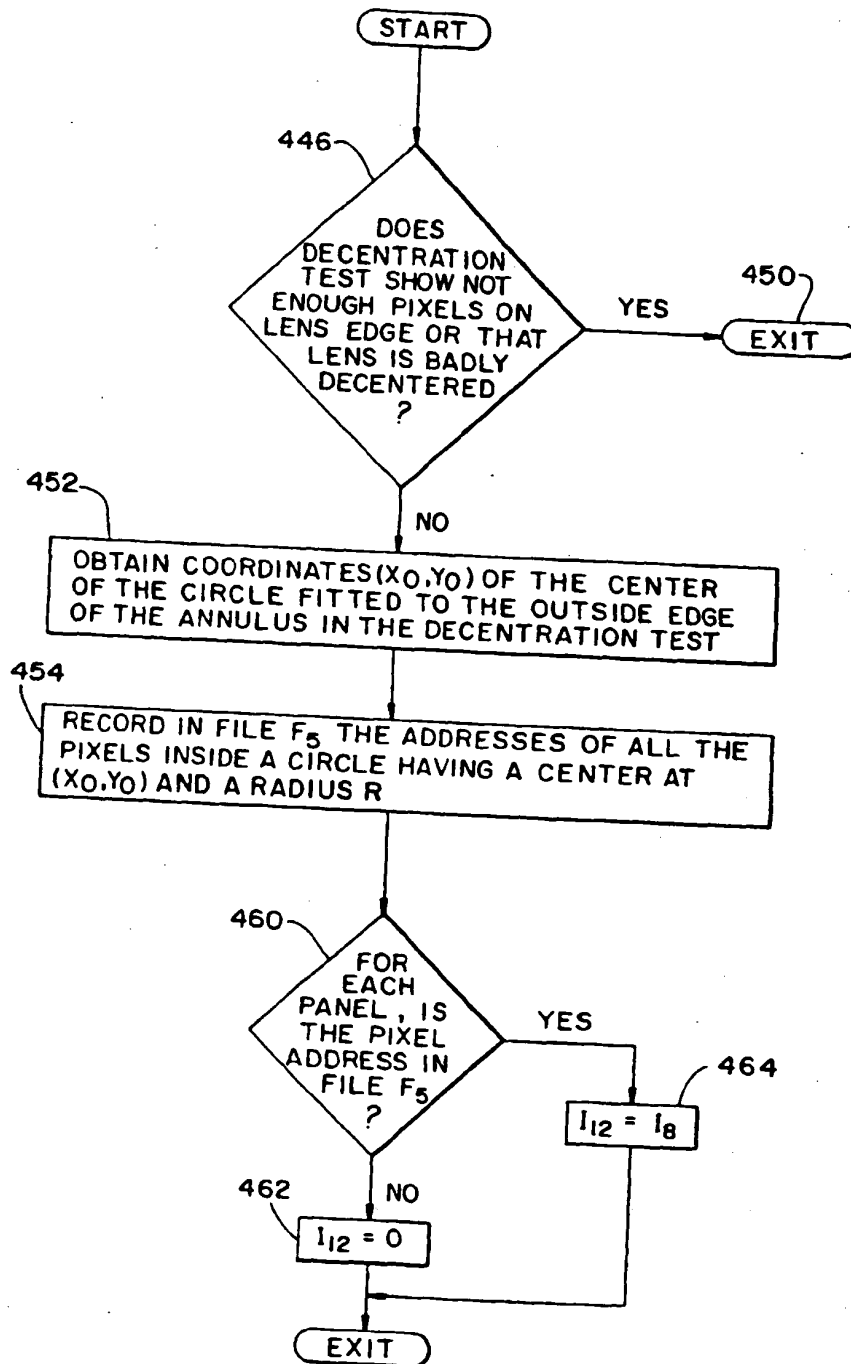 START
446
DOES
DECENTRATION
TEST SHOW NOT
ENOUGH PIXELS ON
LENS EDGE OR THAT
LENS IS BADLY
DECENTERED
?
YES
450
EXIT
NO
452
OBTAIN COORDINATES (X0,Y0) OF THE CENTER
OF THE CIRCLE FITTED TO THE OUTSIDE EDGE
OF THE ANNULUS IN THE DECENTRATION TEST
454
RECORD IN FILE F5 THE ADDRESSES OF ALL THE
PIXELS INSIDE A CIRCLE HAVING A CENTER AT
(X0,Y0) AND A RADIUS R
460
FOR
EACH
PANEL, IS
THE PIXEL
ADDRESS IN
FILE F5
?
YES
464
I12 = I8
NO
462
I12 = 0
EXIT